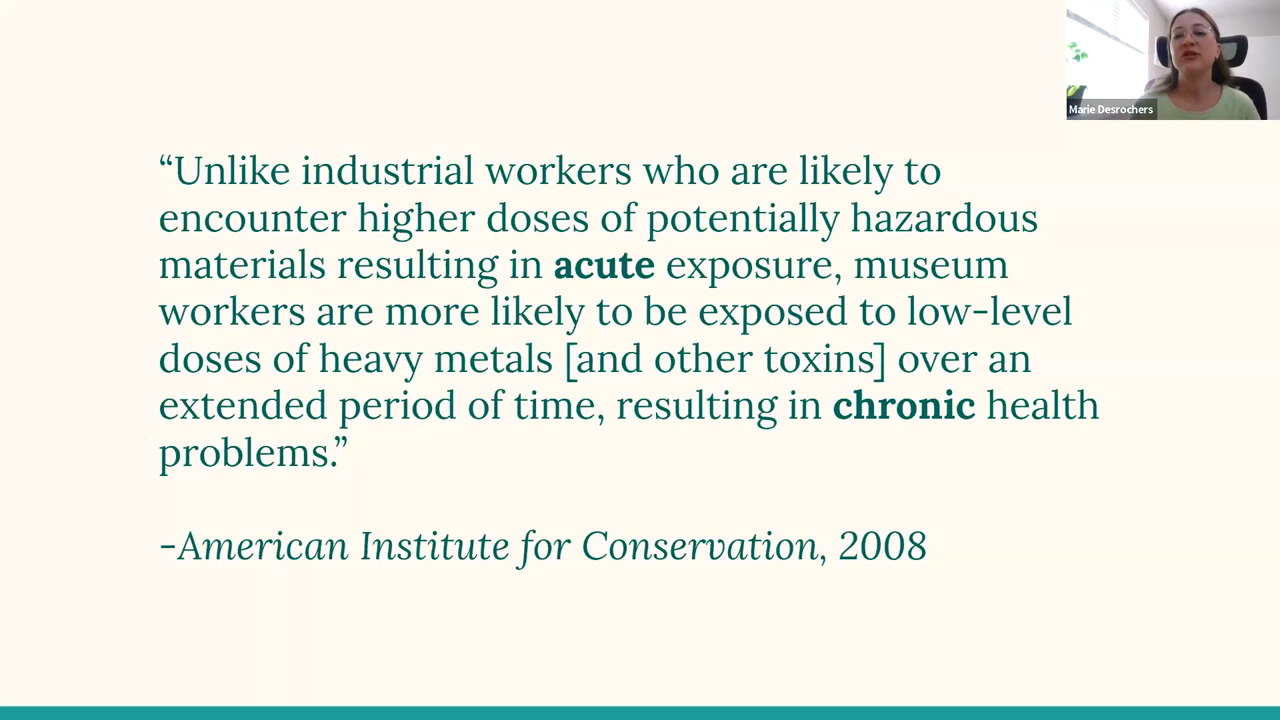 Marie Desrochers
“Unlike industrial workers who are likely to
encounter higher doses of potentially hazardous
materials resulting in acute exposure, museum
workers are more likely to be exposed to low-level
doses of heavy metals [and other toxins] over an
extended period of time, resulting in chronic health
problems.”
-American Institute for Conservation, 2008